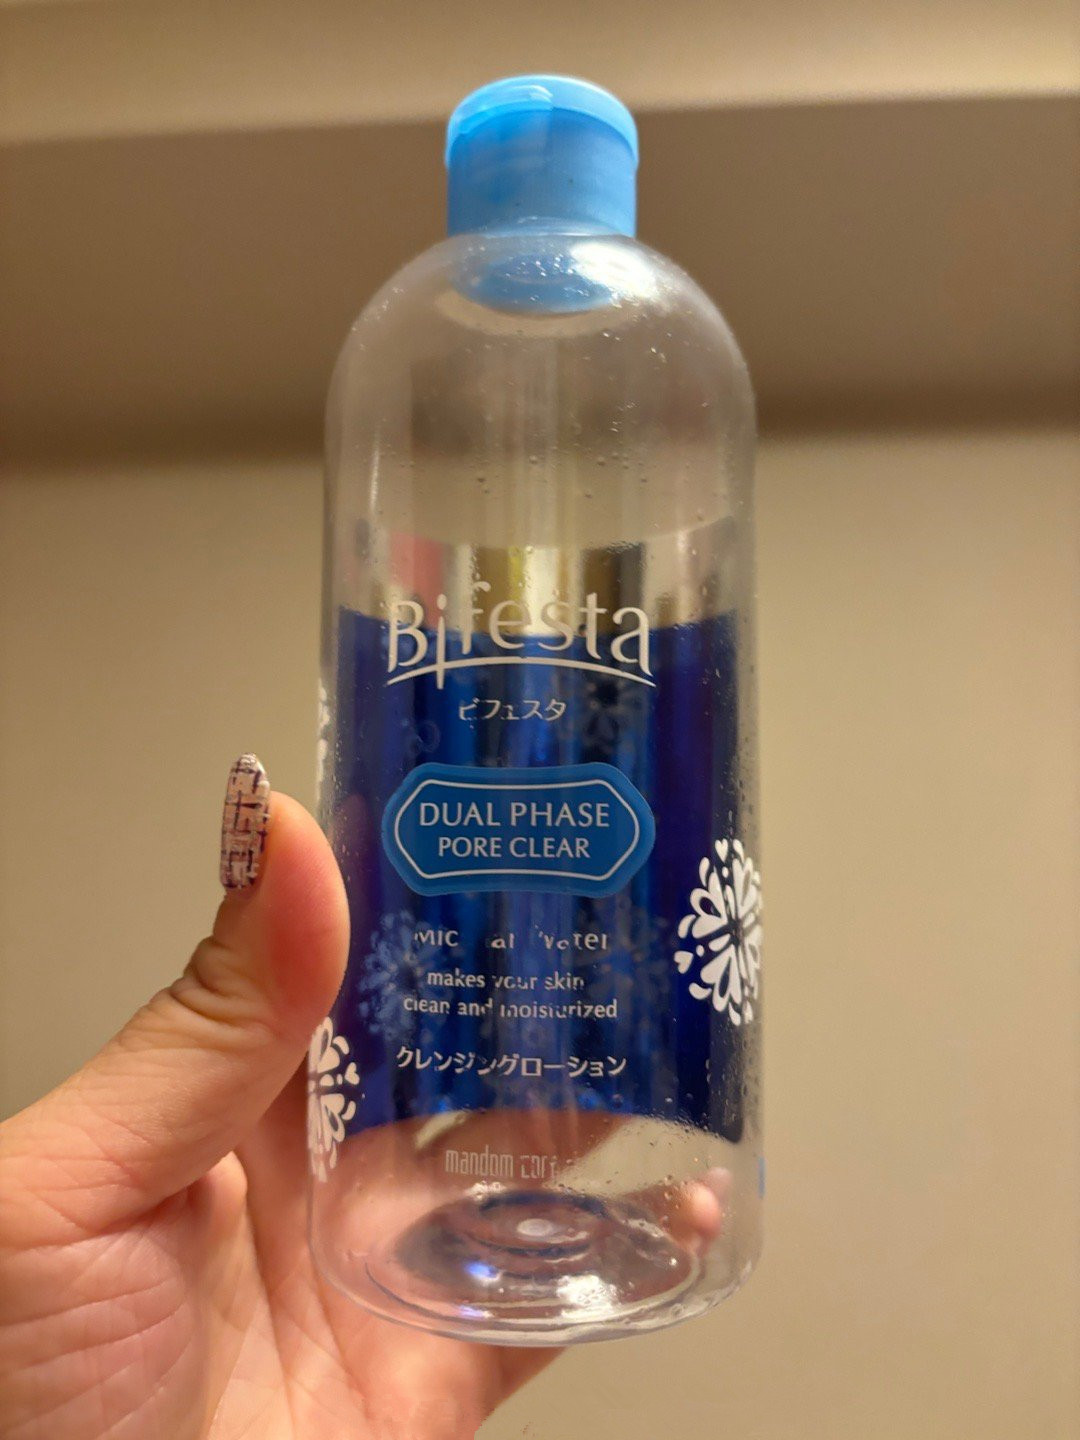 Bifesta
ビフェスタ
DUAL PHASE
PORE CLEAR
makes your skin
clean and moisturized
クレンジングローション
mandom